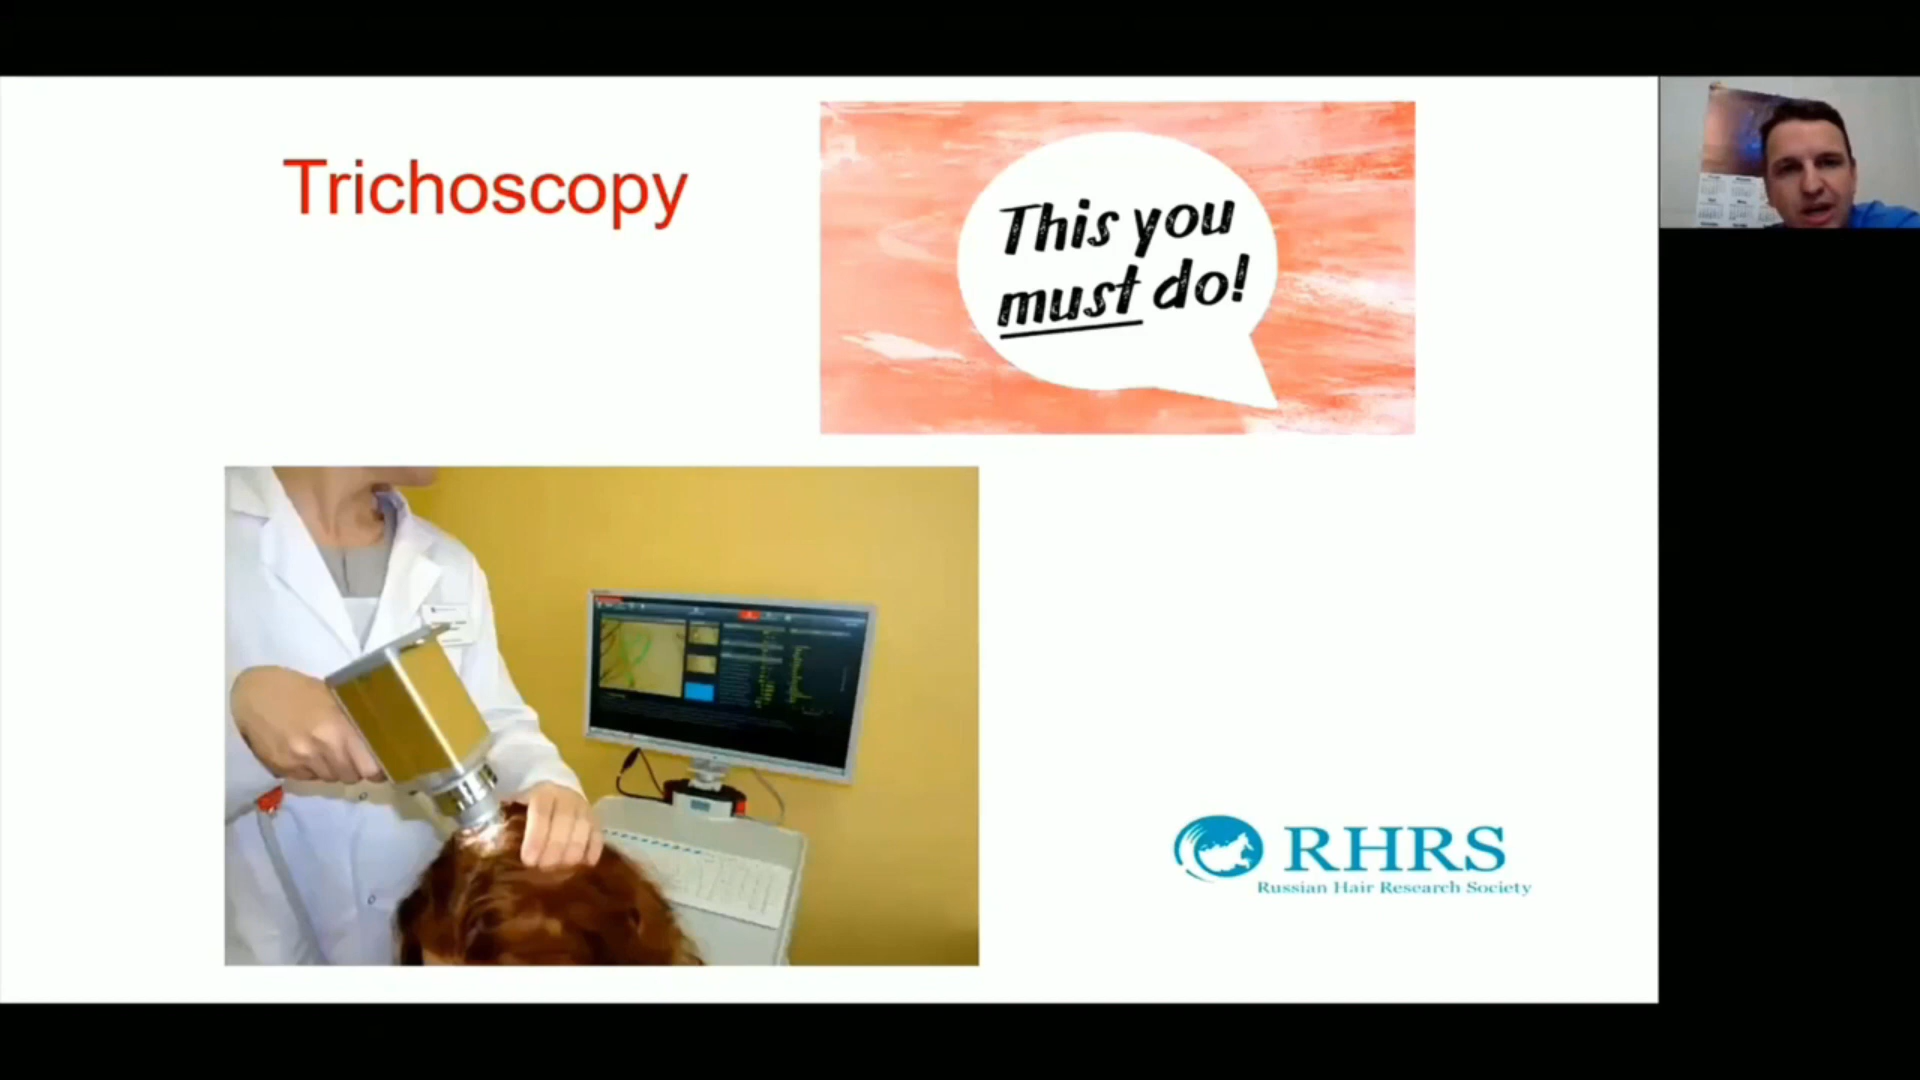 Trichoscopy
This you
must do!
RHRS
Russian Hair Research Society